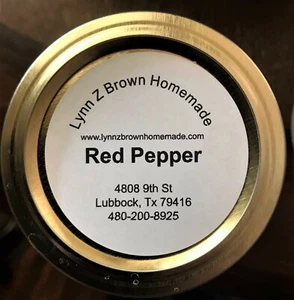 Lynn Z Brown Homemade
www.lynnzbrownhomemade.com
Red Pepper
4808 9th St
Lubbock, Tx 79416
480-200-8925